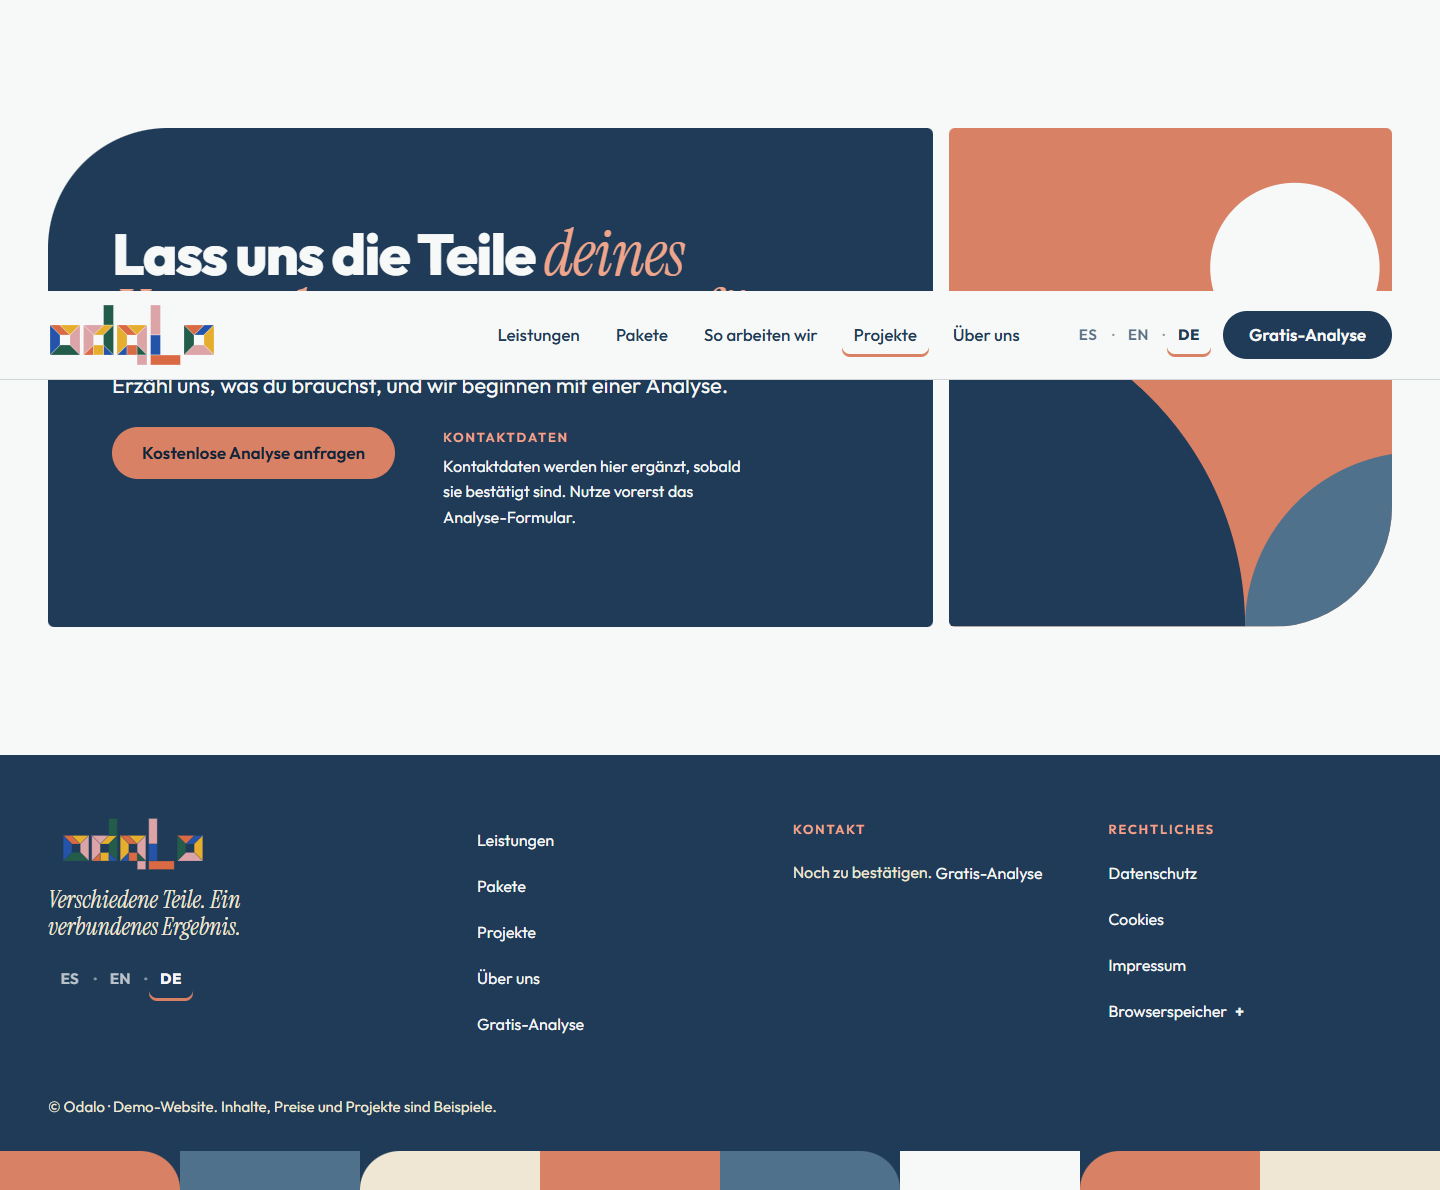 Lass uns die Teile deines
odalo
Leistungen Pakete So arbeiten wir Projekte Über uns ES · EN · DE Gratis-Analyse
Erzähl uns, was du brauchst, und wir beginnen mit einer Analyse.
Kostenlose Analyse anfragen
KONTAKTDATEN
Kontaktdaten werden hier ergänzt, sobald
sie bestätigt sind. Nutze vorerst das
Analyse-Formular.
odalo
Verschiedene Teile. Ein
verbundenes Ergebnis.
ES · EN · DE
Leistungen
Pakete
Projekte
Über uns
Gratis-Analyse
KONTAKT
Noch zu bestätigen. Gratis-Analyse
RECHTLICHES
Datenschutz
Cookies
Impressum
Browserspeicher +
© Odalo · Demo-Website. Inhalte, Preise und Projekte sind Beispiele.